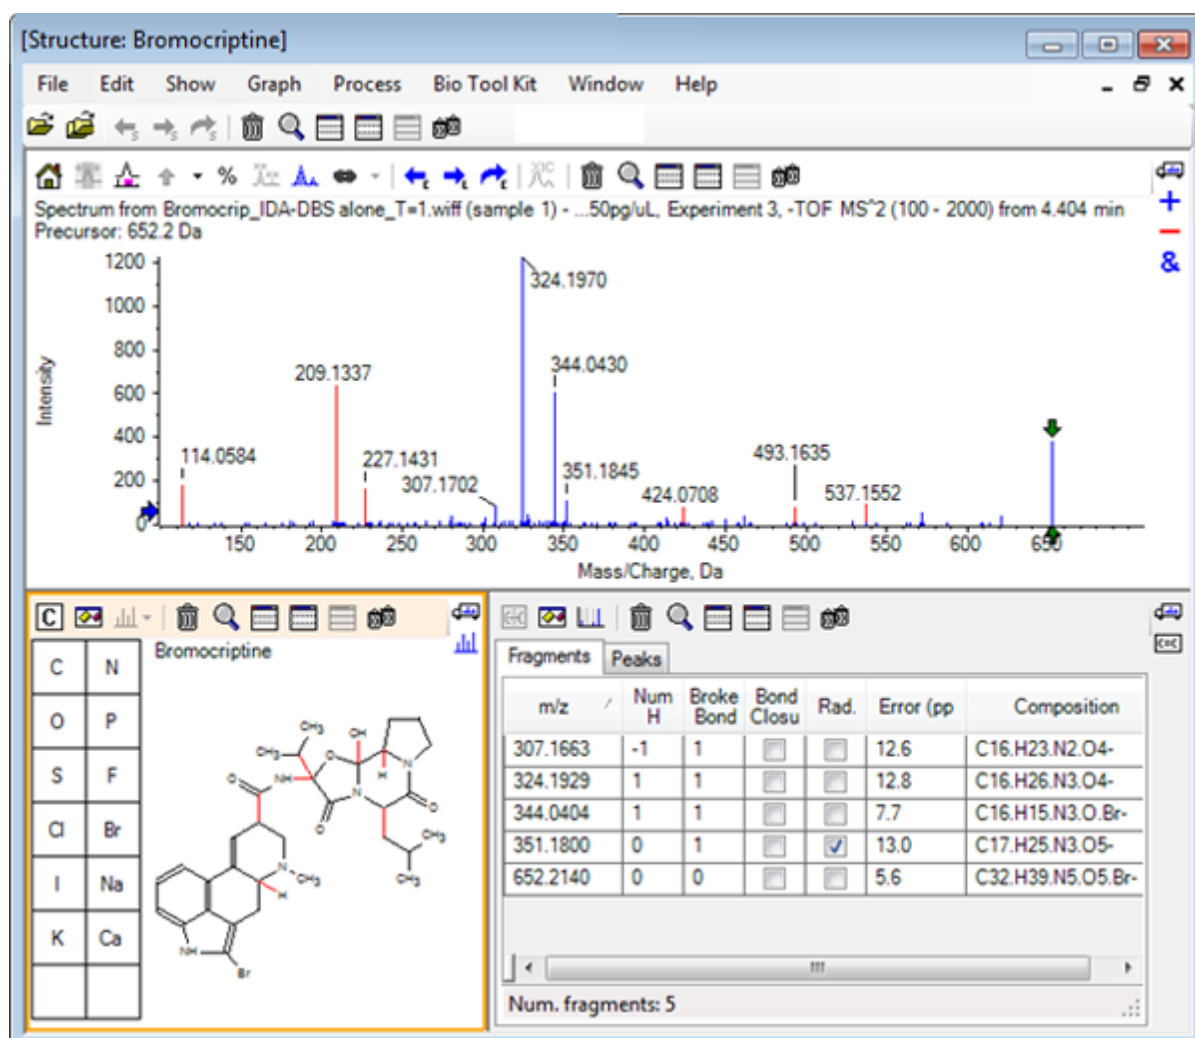 [Structure: Bromocriptine]
File Edit Show Graph Process Bio Tool Kit Window Help
Spectrum from Bromocrip_IDA-DBS alone_T=1.wiff (sample 1) - ...50pg/uL, Experiment 3, -TOF MS^2 (100 - 2000) from 4.404 min
Precursor: 652.2 Da
1200
1000
800
600
400
200
0
Intensity
324.1970
344.0430
209.1337
114.0584
227.1431
307.1702
351.1845
424.0708
493.1635
537.1552
150 200 250 300 350 400 450 500 550 600 650
Mass/Charge, Da
C
Bromocriptine
C N
O P
S F
Cl Br
I Na
K Ca
CH3
OH
CH3
O
H
N
O
NH
O
N
O
CH3
CH3
N
CH3
H
NH
Br
Fragments Peaks
m/z Num H Broke Bond Bond Closu Rad. Error (pp Composition
307.1663 -1 1 12.6 C16.H23.N2.O4-
324.1929 1 1 12.8 C16.H26.N3.O4-
344.0404 1 1 7.7 C16.H15.N3.O.Br-
351.1800 0 1 13.0 C17.H25.N3.O5-
652.2140 0 0 5.6 C32.H39.N5.O5.Br-
Num. fragments: 5